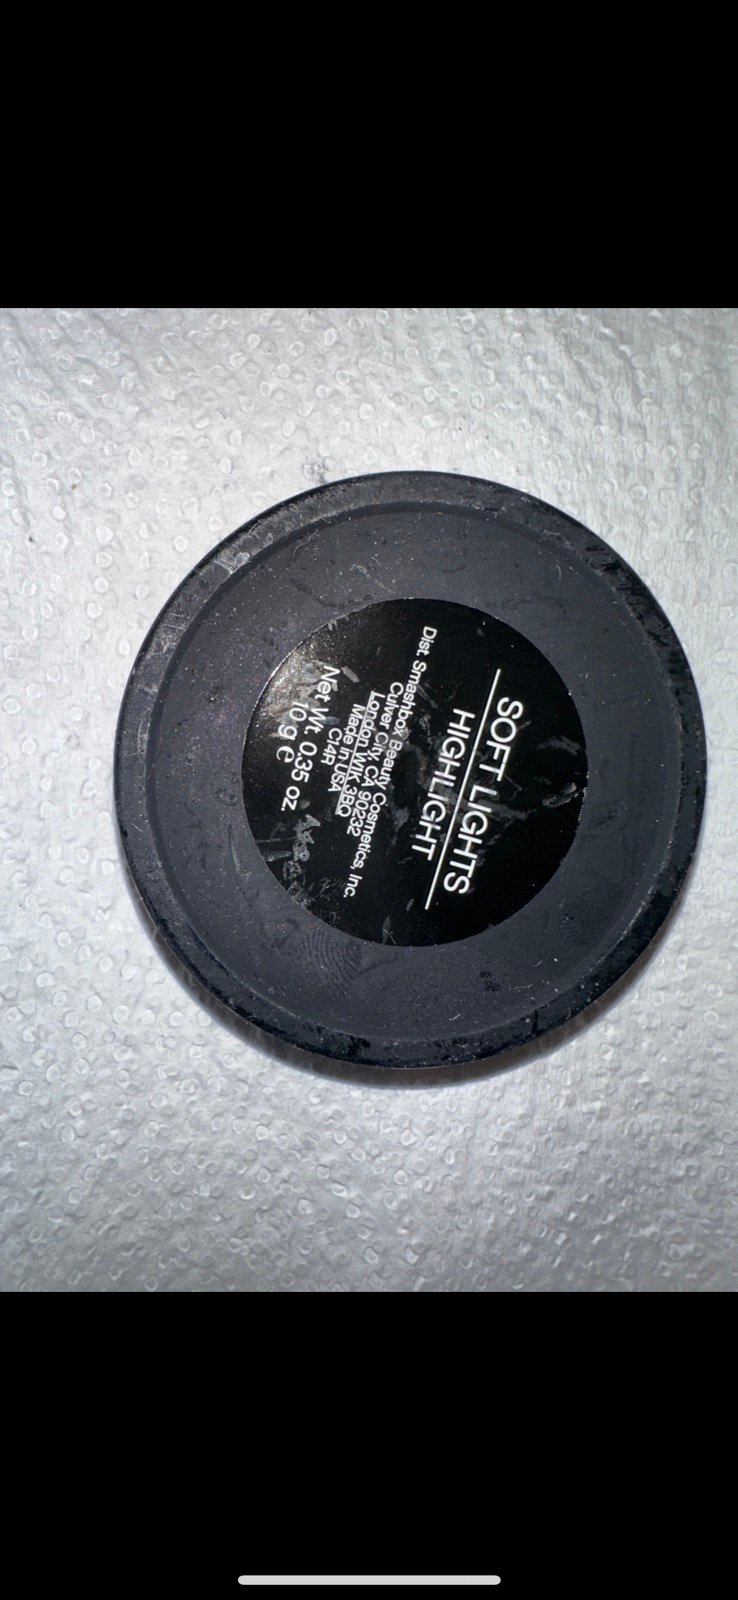 SOFT LIGHTS
HIGHLIGHT
Dist. Smashbox Beauty Cosmetics, Inc.
Culver City, CA 90232
London W1K 3BQ
Made in USA
C14R
Net Wt. 0.35 oz.
10 g e